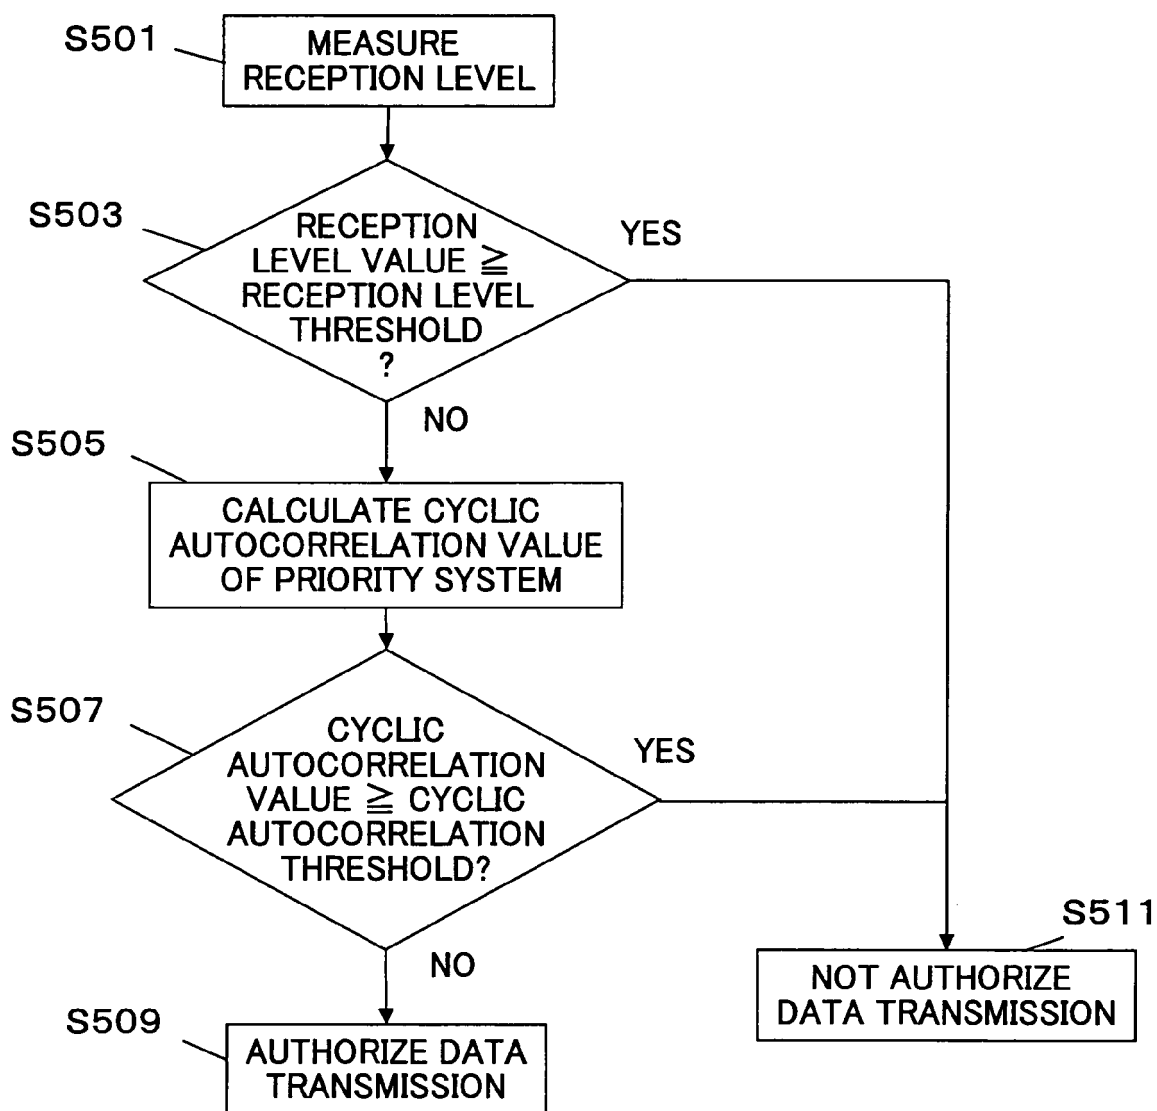 S501
MEASURE
RECEPTION LEVEL
S503
RECEPTION
LEVEL VALUE ≧
RECEPTION LEVEL
THRESHOLD
?
YES
NO
S505
CALCULATE CYCLIC
AUTOCORRELATION VALUE
OF PRIORITY SYSTEM
S507
CYCLIC
AUTOCORRELATION
VALUE ≧ CYCLIC
AUTOCORRELATION
THRESHOLD?
YES
NO
S511
NOT AUTHORIZE
DATA TRANSMISSION
S509
AUTHORIZE DATA
TRANSMISSION